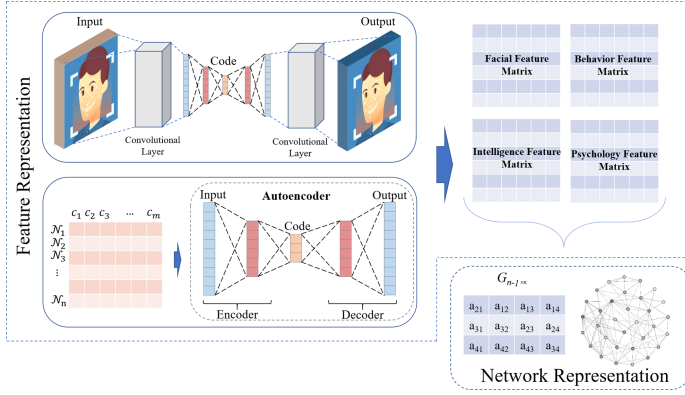 Feature Representation
Input
Output
Code
Convolutional
Layer
Convolutional
Layer
c1 c2 c3 ... cm
𝒩1
𝒩2
𝒩3
⋮
𝒩n
Input
Autoencoder
Output
Code
Encoder
Decoder
Facial Feature
Matrix
Behavior Feature
Matrix
Intelligence Feature
Matrix
Psychology Feature
Matrix
Gn-1*n
a21 a12 a13 a14
a31 a32 a23 a24
a41 a42 a43 a34
Network Representation